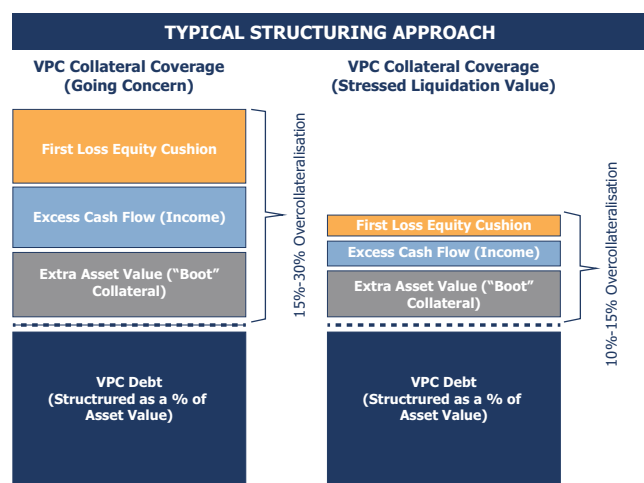 TYPICAL STRUCTURING APPROACH
VPC Collateral Coverage
(Going Concern)
First Loss Equity Cushion
Excess Cash Flow (Income)
Extra Asset Value (“Boot”
Collateral)
15%-30% Overcollateralisation
VPC Debt
(Structrured as a % of
Asset Value)
VPC Collateral Coverage
(Stressed Liquidation Value)
First Loss Equity Cushion
Excess Cash Flow (Income)
Extra Asset Value (“Boot”
Collateral)
10%-15% Overcollateralisation
VPC Debt
(Structrured as a % of
Asset Value)